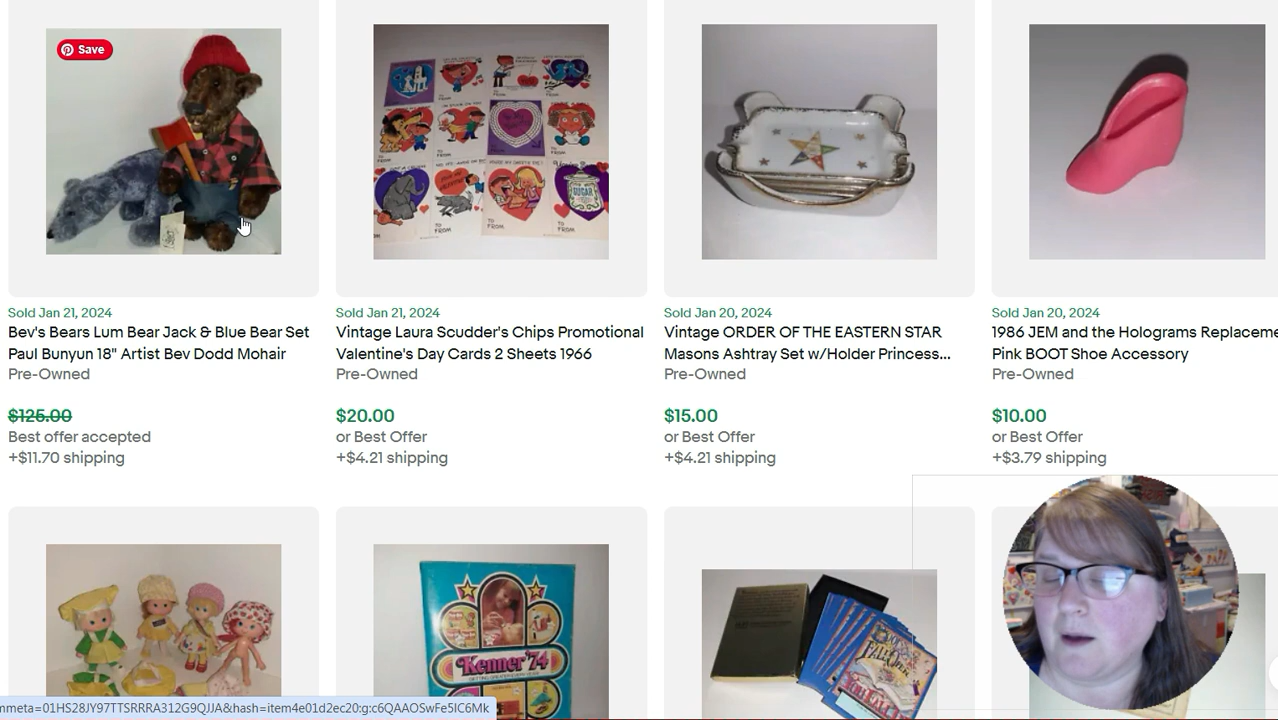 Save
Sold Jan 21, 2024
Bev's Bears Lum Bear Jack & Blue Bear Set
Paul Bunyun 18" Artist Bev Dodd Mohair
Pre-Owned
$125.00
Best offer accepted
+$11.70 shipping
TO
FROM
SUGAR
Sold Jan 21, 2024
Vintage Laura Scudder's Chips Promotional
Valentine's Day Cards 2 Sheets 1966
Pre-Owned
$20.00
or Best Offer
+$4.21 shipping
Sold Jan 20, 2024
Vintage ORDER OF THE EASTERN STAR
Masons Ashtray Set w/Holder Princess...
Pre-Owned
$15.00
or Best Offer
+$4.21 shipping
Sold Jan 20, 2024
1986 JEM and the Holograms Replaceme
Pink BOOT Shoe Accessory
Pre-Owned
$10.00
or Best Offer
+$3.79 shipping
Kenner '74
nmeta=01HS28JY97TTSRRRA312G9QJJA&hash=item4e01d2ec20:g:c6QAAOSwFe5lC6Mk